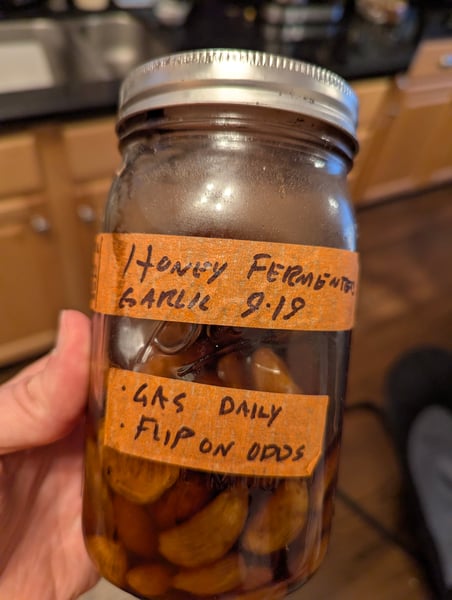 HONEY FERMENTED
GARLIC 9.19
· GAS DAILY
· FLIP ON ODDS